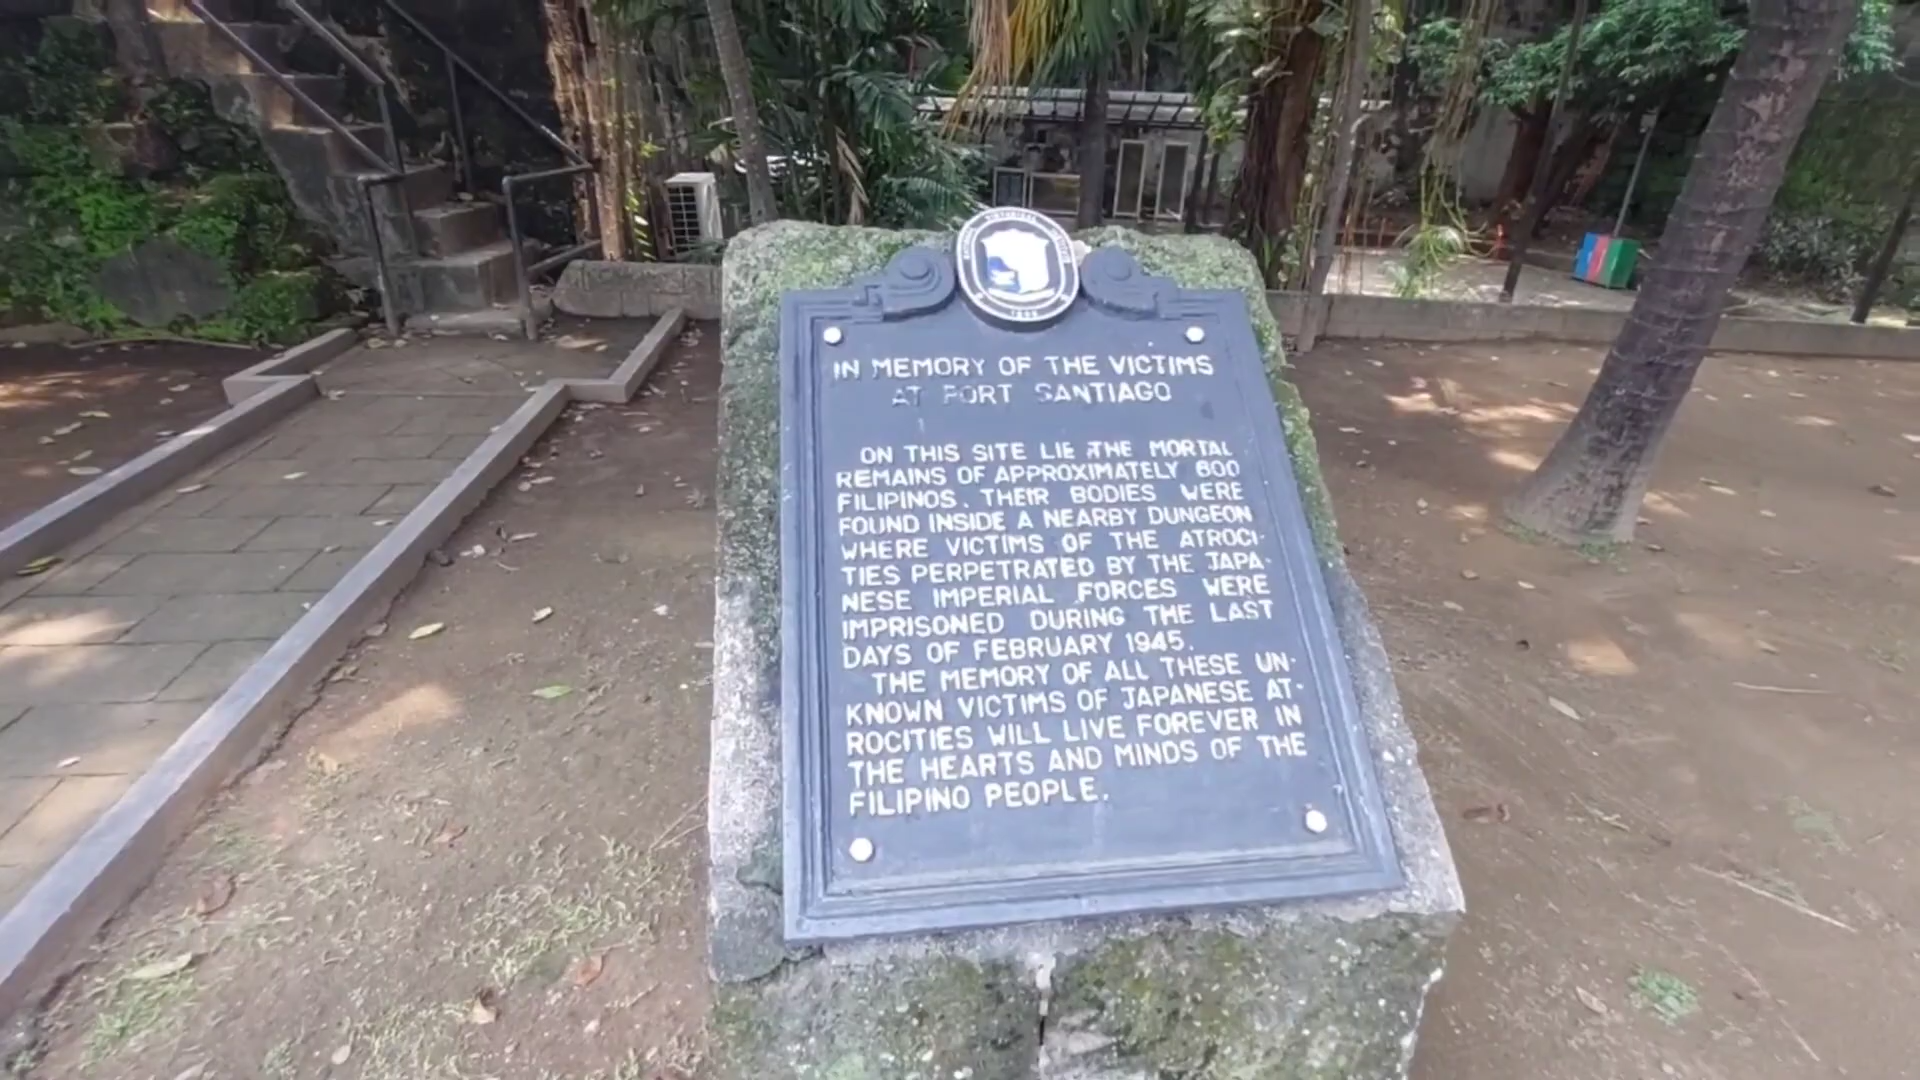 IN MEMORY OF THE VICTIMS
AT FORT SANTIAGO
ON THIS SITE LIE THE MORTAL
REMAINS OF APPROXIMATELY 600
FILIPINOS. THEIR BODIES WERE
FOUND INSIDE A NEARBY DUNGEON
WHERE VICTIMS OF THE ATROCI-
TIES PERPETRATED BY THE JAPA-
NESE IMPERIAL FORCES WERE
IMPRISONED DURING THE LAST
DAYS OF FEBRUARY 1945.
THE MEMORY OF ALL THESE UN-
KNOWN VICTIMS OF JAPANESE AT-
ROCITIES WILL LIVE FOREVER IN
THE HEARTS AND MINDS OF THE
FILIPINO PEOPLE.